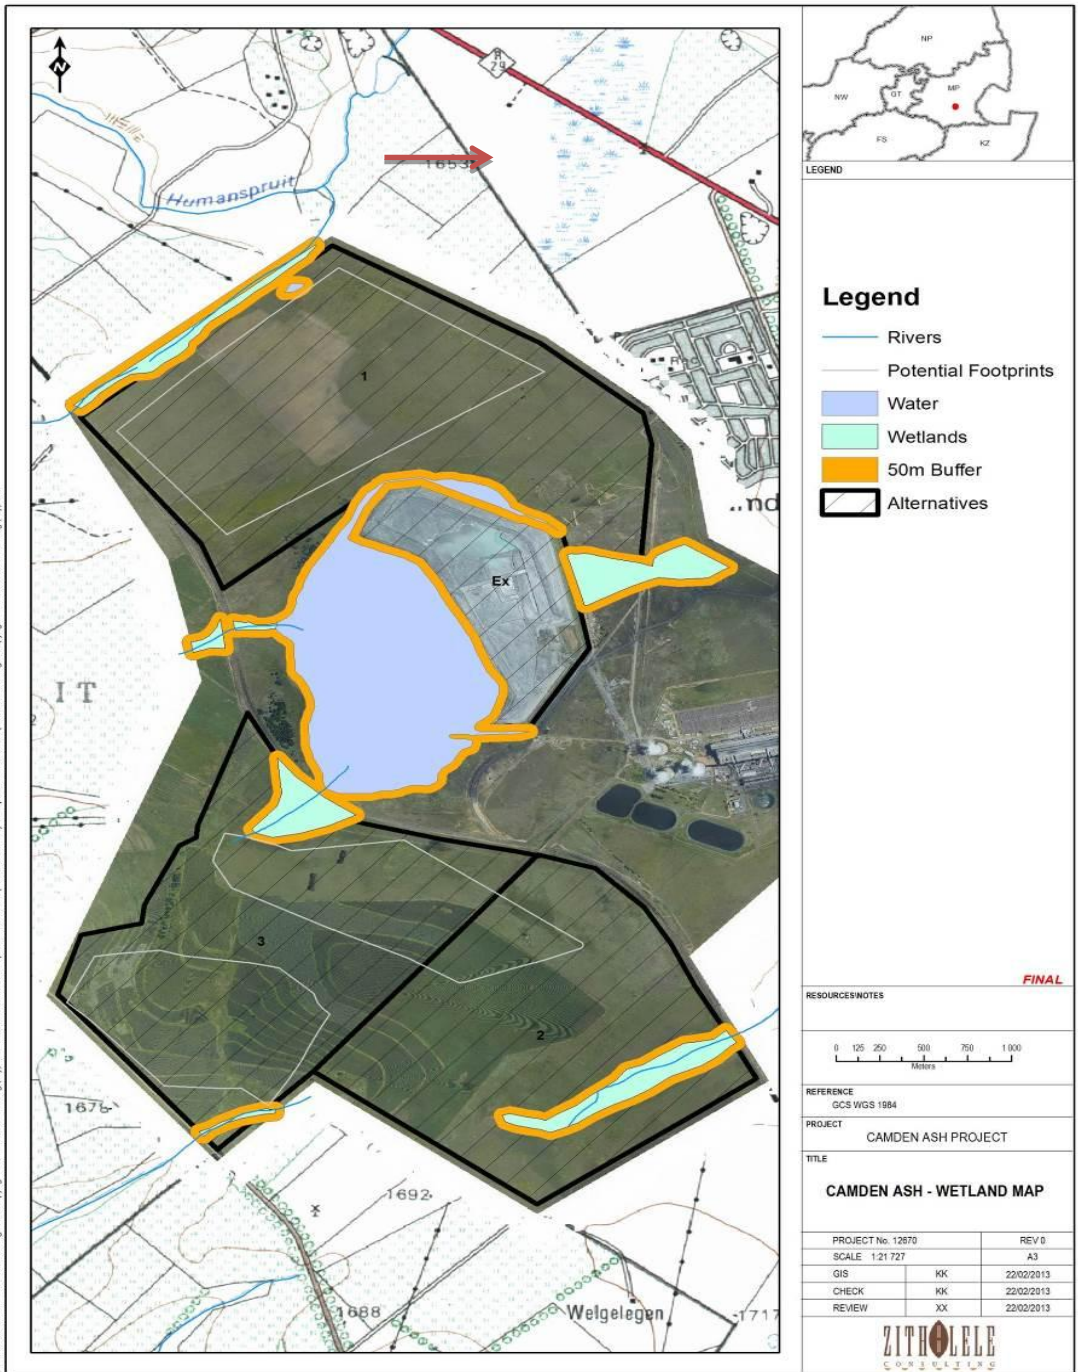 N
R
29
1653
Humanspruit
1
Ex
I T
3
2
1692
1688
Welgelegen
1717
NP
NW
GT
MP
FS
KZ
LEGEND
Legend
Rivers
Potential Footprints
Water
Wetlands
50m Buffer
Alternatives
FINAL
RESOURCES\NOTES
0 125 250 500 750 1 000
Meters
REFERENCE
GCS WGS 1984
PROJECT
CAMDEN ASH PROJECT
TITLE
CAMDEN ASH - WETLAND MAP
PROJECT No. 12670 REV 0
SCALE 1:21 727 A3
GIS KK 22/02/2013
CHECK KK 22/02/2013
REVIEW XX 22/02/2013
ZITHOLELE
CONSULTING